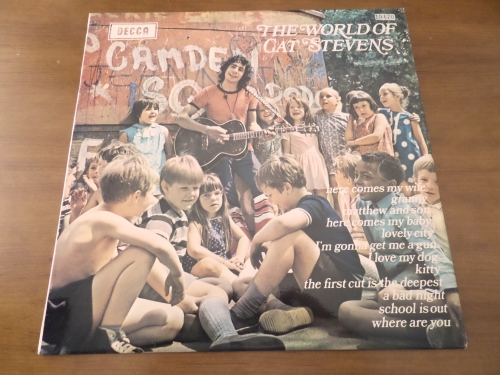 DECCA
THE WORLD OF
CAT STEVENS
CAMDEN
SC
here comes my wife
granny
matthew and son
here comes my baby
lovely city
I'm gonna get me a gun
I love my dog
kitty
the first cut is the deepest
a bad night
school is out
where are you